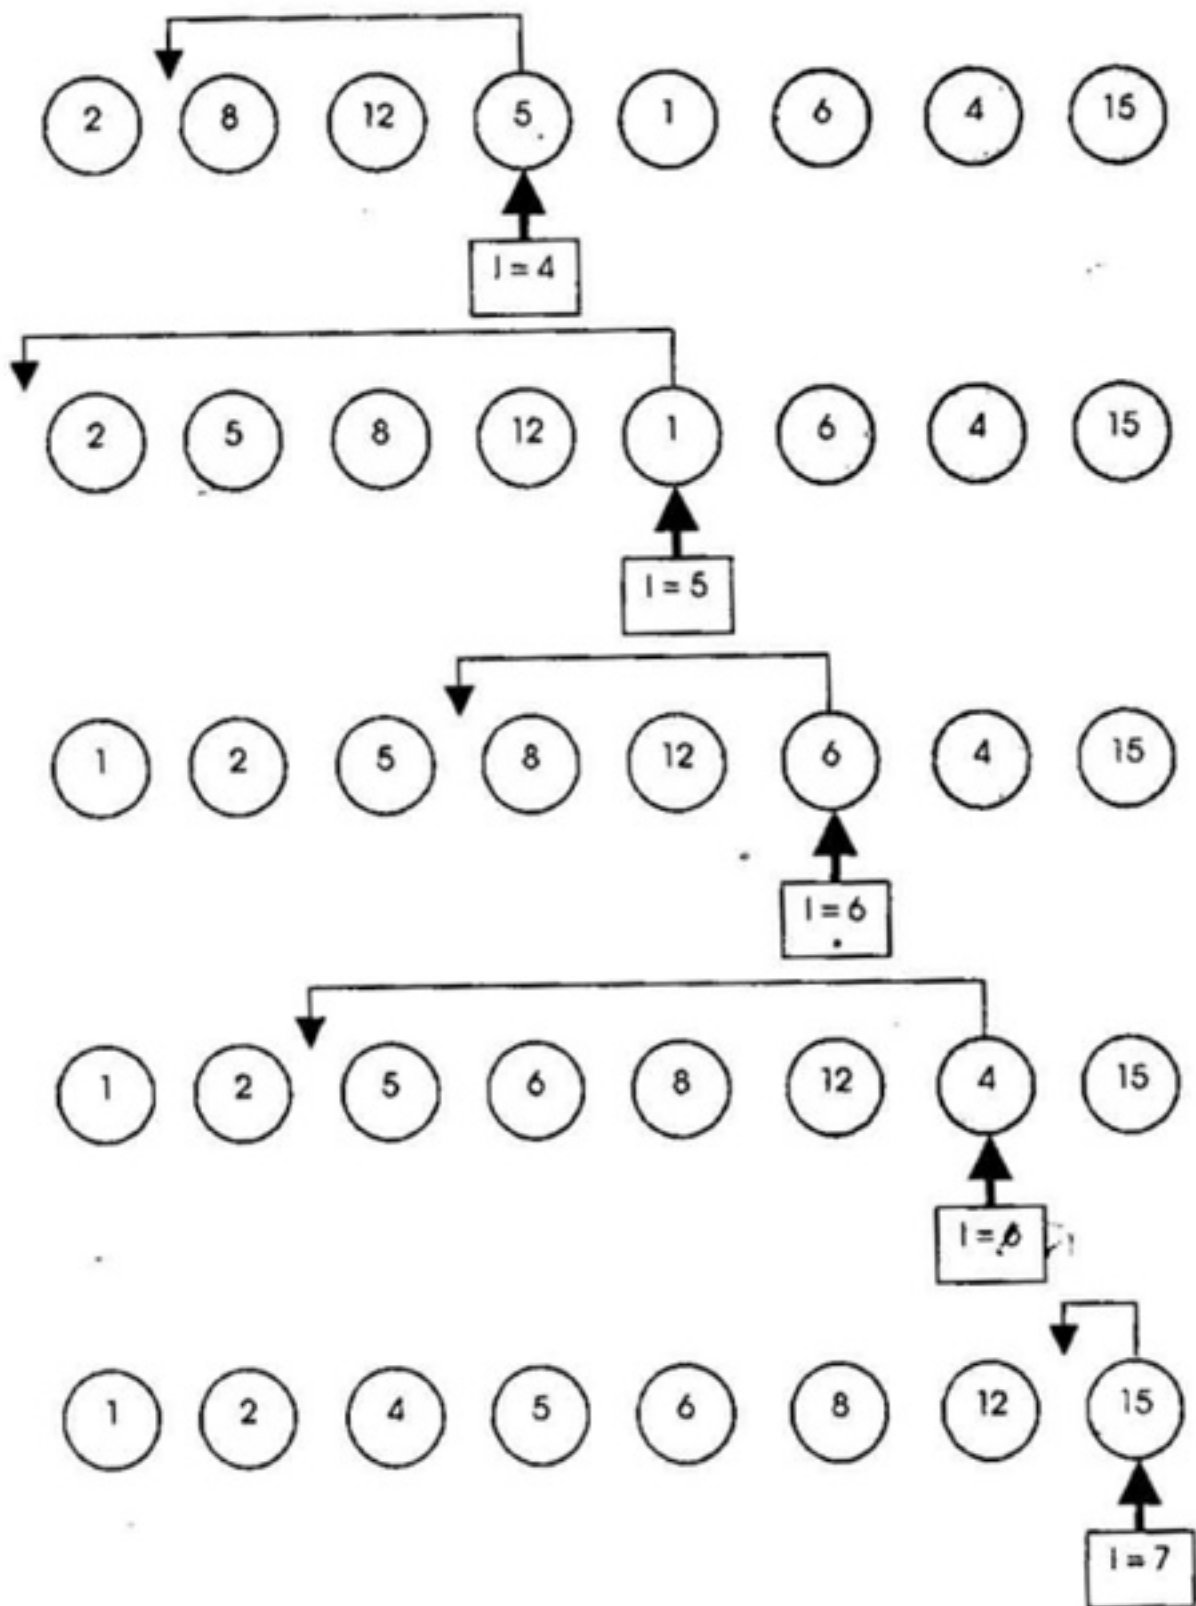 2 8 12 5 1 6 4 15
I = 4
2 5 8 12 1 6 4 15
I = 5
1 2 5 8 12 6 4 15
I = 6
1 2 5 6 8 12 4 15
I = 6
1 2 4 5 6 8 12 15
I = 7